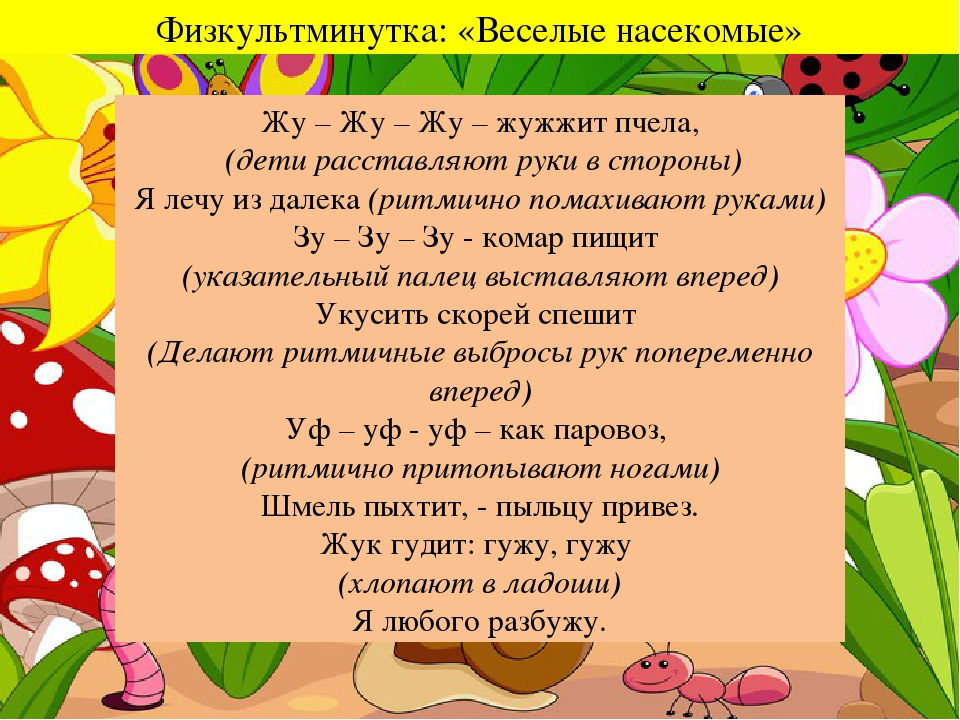 Физкультминутка: «Веселые насекомые»
Жу – Жу – Жу – жужжит пчела,
(дети расставляют руки в стороны)
Я лечу из далека (ритмично помахивают руками)
Зу – Зу – Зу - комар пищит
(указательный палец выставляют вперед)
Укусить скорей спешит
(Делают ритмичные выбросы рук попеременно
вперед)
Уф – уф - уф – как паровоз,
(ритмично притопывают ногами)
Шмель пыхтит, - пыльцу привез.
Жук гудит: гужу, гужу
(хлопают в ладоши)
Я любого разбужу.